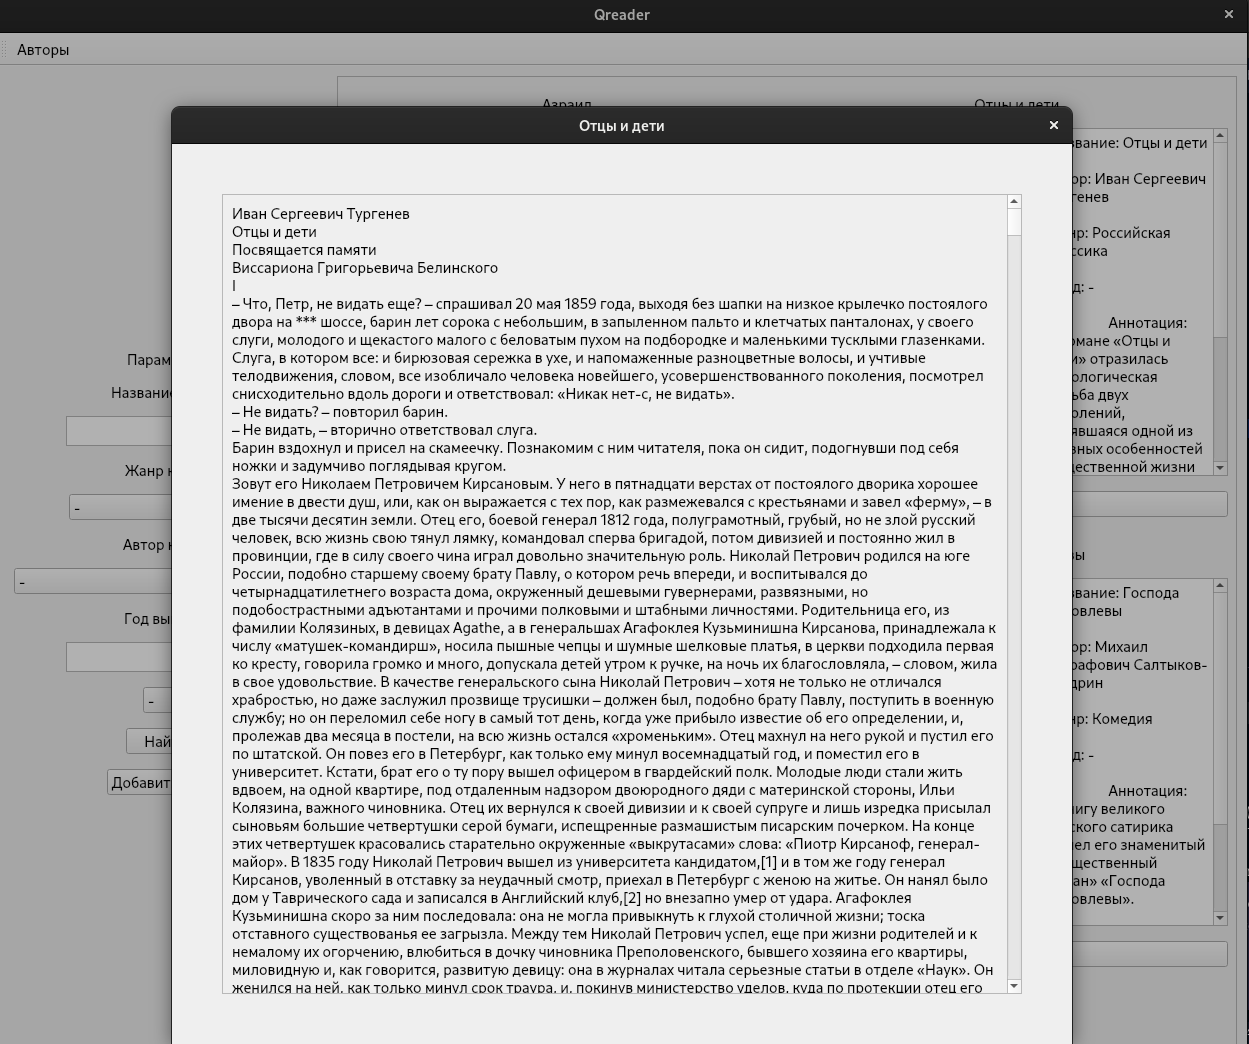 Qreader
×
Авторы
Азраил
Отцы и дети
Отцы и дети
×
Иван Сергеевич Тургенев
Отцы и дети
Посвящается памяти
Виссариона Григорьевича Белинского
I
– Что, Петр, не видать еще? – спрашивал 20 мая 1859 года, выходя без шапки на низкое крылечко постоялого
двора на *** шоссе, барин лет сорока с небольшим, в запыленном пальто и клетчатых панталонах, у своего
слуги, молодого и щекастого малого с беловатым пухом на подбородке и маленькими тусклыми глазенками.
Слуга, в котором все: и бирюзовая сережка в ухе, и напомаженные разноцветные волосы, и учтивые
телодвижения, словом, все изобличало человека новейшего, усовершенствованного поколения, посмотрел
снисходительно вдоль дороги и ответствовал: «Никак нет-с, не видать».
– Не видать? – повторил барин.
– Не видать, – вторично ответствовал слуга.
Барин вздохнул и присел на скамеечку. Познакомим с ним читателя, пока он сидит, подогнувши под себя
ножки и задумчиво поглядывая кругом.
Зовут его Николаем Петровичем Кирсановым. У него в пятнадцати верстах от постоялого дворика хорошее
имение в двести душ, или, как он выражается с тех пор, как размежевался с крестьянами и завел «ферму», – в
две тысячи десятин земли. Отец его, боевой генерал 1812 года, полуграмотный, грубый, но не злой русский
человек, всю жизнь свою тянул лямку, командовал сперва бригадой, потом дивизией и постоянно жил в
провинции, где в силу своего чина играл довольно значительную роль. Николай Петрович родился на юге
России, подобно старшему своему брату Павлу, о котором речь впереди, и воспитывался до
четырнадцатилетнего возраста дома, окруженный дешевыми гувернерами, развязными, но
подобострастными адъютантами и прочими полковыми и штабными личностями. Родительница его, из
фамилии Колязиных, в девицах Agathe, а в генеральшах Агафоклея Кузьминишна Кирсанова, принадлежала к
числу «матушек-командирш», носила пышные чепцы и шумные шелковые платья, в церкви подходила первая
ко кресту, говорила громко и много, допускала детей утром к ручке, на ночь их благословляла, – словом, жила
в свое удовольствие. В качестве генеральского сына Николай Петрович – хотя не только не отличался
храбростью, но даже заслужил прозвище трусишки – должен был, подобно брату Павлу, поступить в военную
службу; но он переломил себе ногу в самый тот день, когда уже прибыло известие об его определении, и,
пролежав два месяца в постели, на всю жизнь остался «хроменьким». Отец махнул на него рукой и пустил его
по штатской. Он повез его в Петербург, как только ему минул восемнадцатый год, и поместил его в
университет. Кстати, брат его о ту пору вышел офицером в гвардейский полк. Молодые люди стали жить
вдвоем, на одной квартире, под отдаленным надзором двоюродного дяди с материнской стороны, Ильи
Колязина, важного чиновника. Отец их вернулся к своей дивизии и к своей супруге и лишь изредка присылал
сыновьям большие четвертушки серой бумаги, испещренные размашистым писарским почерком. На конце
этих четвертушек красовались старательно окруженные «выкрутасами» слова: «Пиотр Кирсаноф, генерал-
майор». В 1835 году Николай Петрович вышел из университета кандидатом,[1] и в том же году генерал
Кирсанов, уволенный в отставку за неудачный смотр, приехал в Петербург с женою на житье. Он нанял было
дом у Таврического сада и записался в Английский клуб,[2] но внезапно умер от удара. Агафоклея
Кузьминишна скоро за ним последовала: она не могла привыкнуть к глухой столичной жизни; тоска
отставного существованья ее загрызла. Между тем Николай Петрович успел, еще при жизни родителей и к
немалому их огорчению, влюбиться в дочку чиновника Преполовенского, бывшего хозяина его квартиры,
миловидную и, как говорится, развитую девицу: она в журналах читала серьезные статьи в отделе «Наук». Он
женился на ней, как только минул срок траура, и, покинув министерство уделов, куда по протекции отец его
Парам
Название
Жанр к
-
Автор к
-
Год вы
-
Най
Добавит
звание: Отцы и дети
ор: Иван Сергеевич
генев
нр: Российская
ссика
д: -
Аннотация:
омане «Отцы и
и» отразилась
ологическая
ьба двух
олений,
явшаяся одной из
вных особенностей
щественной жизни
вы
звание: Господа
овлевы
ор: Михаил
рафович Салтыков-
дрин
нр: Комедия
д: -
Аннотация:
нигу великого
ского сатирика
ел его знаменитый
щественный
ан» «Господа
овлевы».